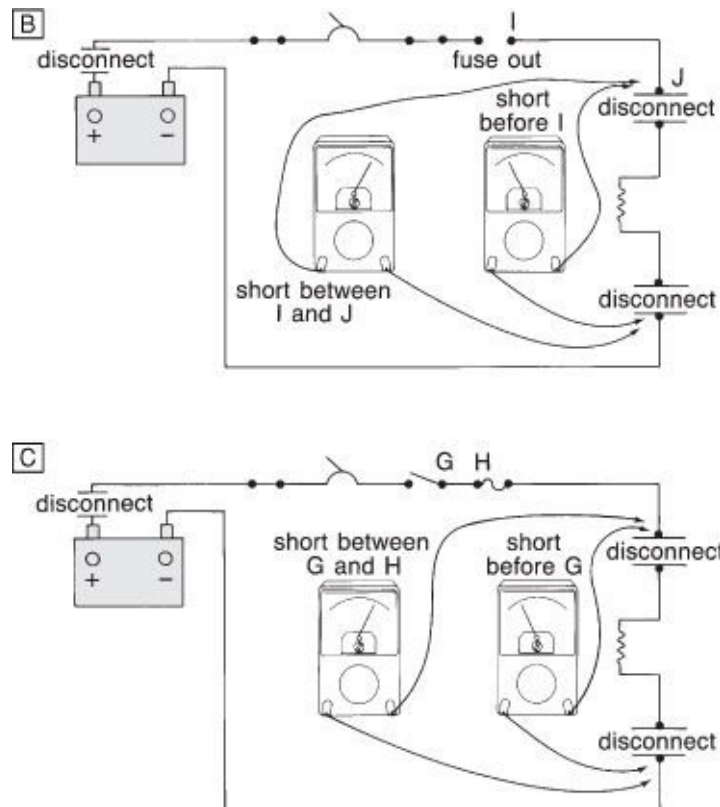 B
I
disconnect
fuse out
J
short
before I
disconnect
+ −
short between
I and J
disconnect
C
G H
disconnect
short between
G and H
short
before G
disconnect
+ −
disconnect